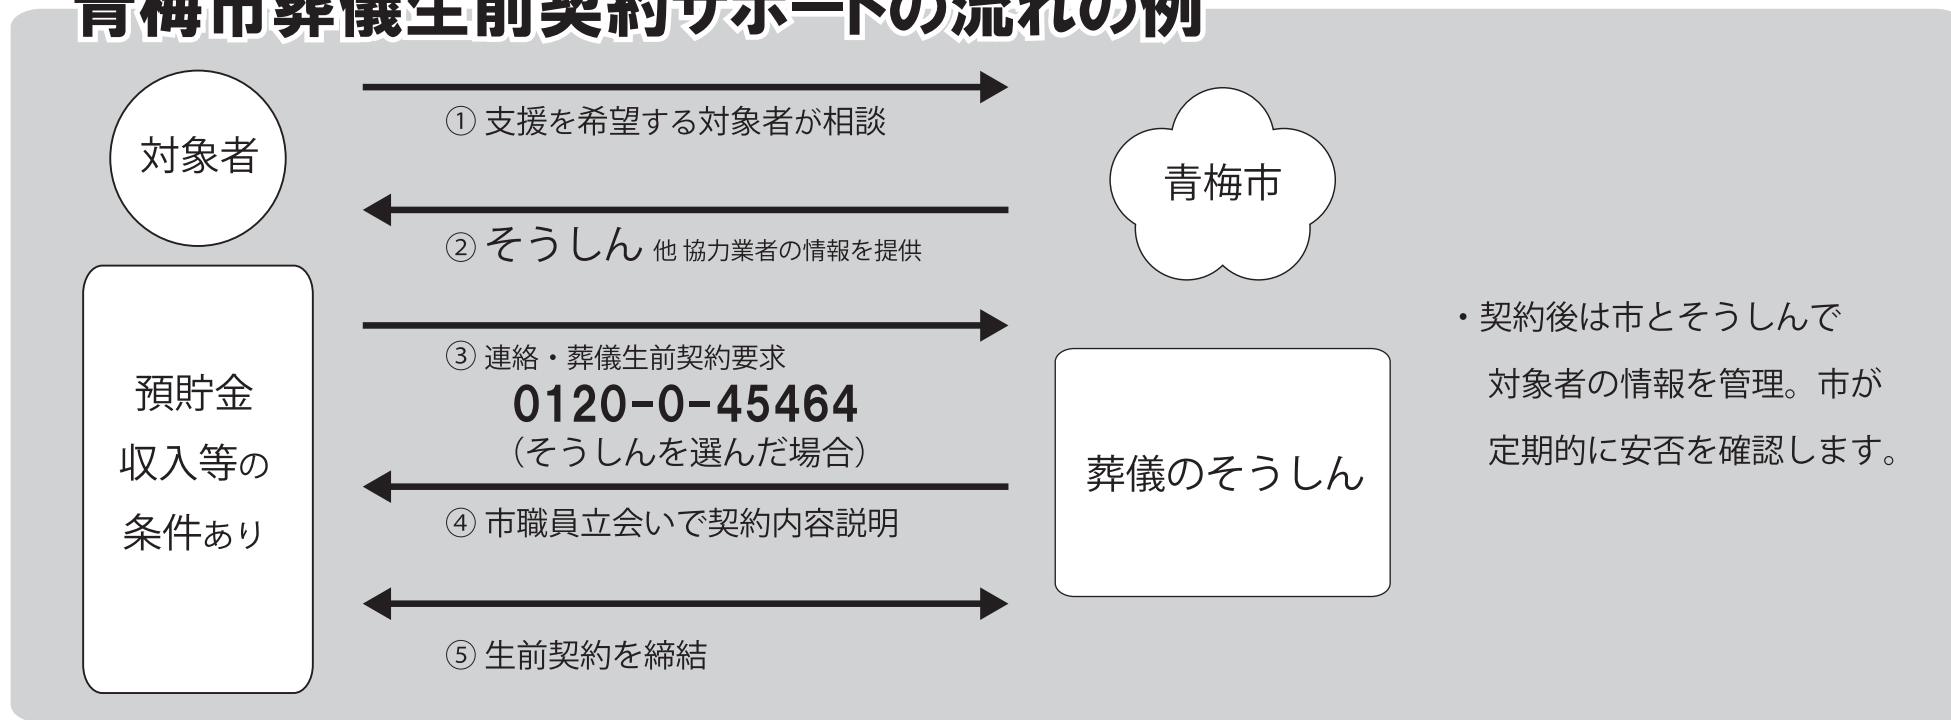 青梅市葬儀生前契約サポートの流れの例
対象者
預貯金
収入等の
条件あり
① 支援を希望する対象者が相談
② そうしん 他 協力業者の情報を提供
③ 連絡・葬儀生前契約要求
0120-0-45464
（そうしんを選んだ場合）
④ 市職員立会いで契約内容説明
⑤ 生前契約を締結
青梅市
葬儀のそうしん
・契約後は市とそうしんで
対象者の情報を管理。市が
定期的に安否を確認します。